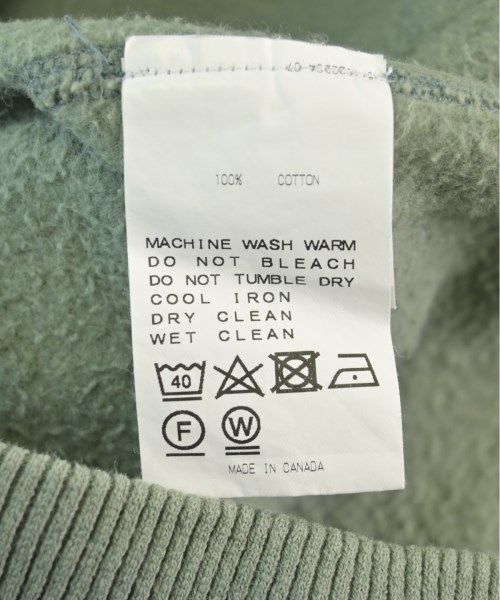 100% COTTON
MACHINE WASH WARM
DO NOT BLEACH
DO NOT TUMBLE DRY
COOL IRON
DRY CLEAN
WET CLEAN
40
F W
MADE IN CANADA